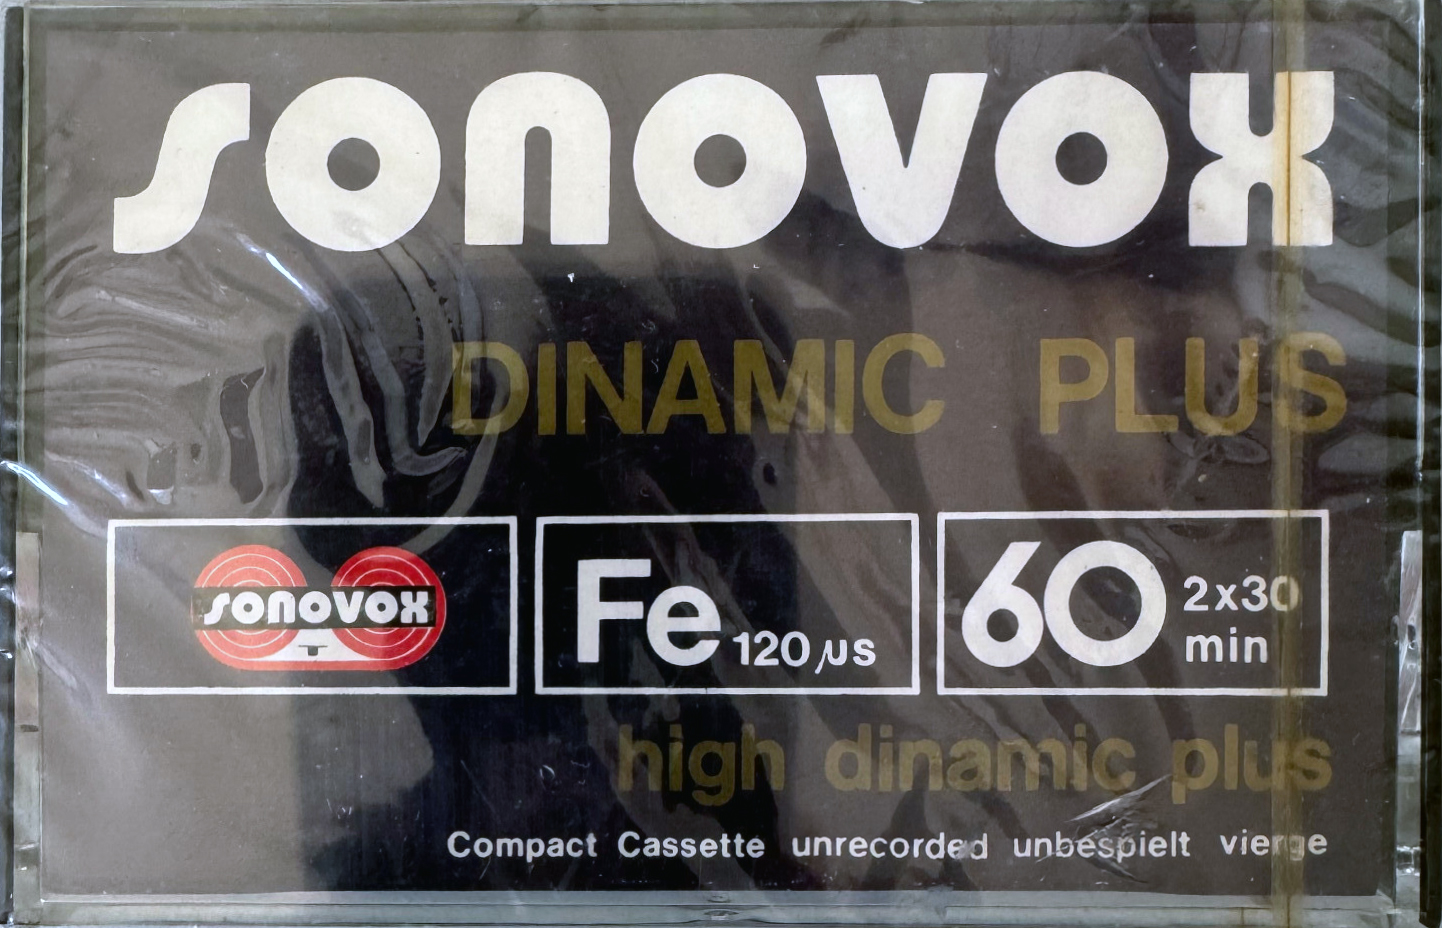 sonovox
DINAMIC PLUS
sonovox
Fe 120 µs
60 2x30 min
high dinamic plus
Compact Cassette unrecorded unbespielt vierge